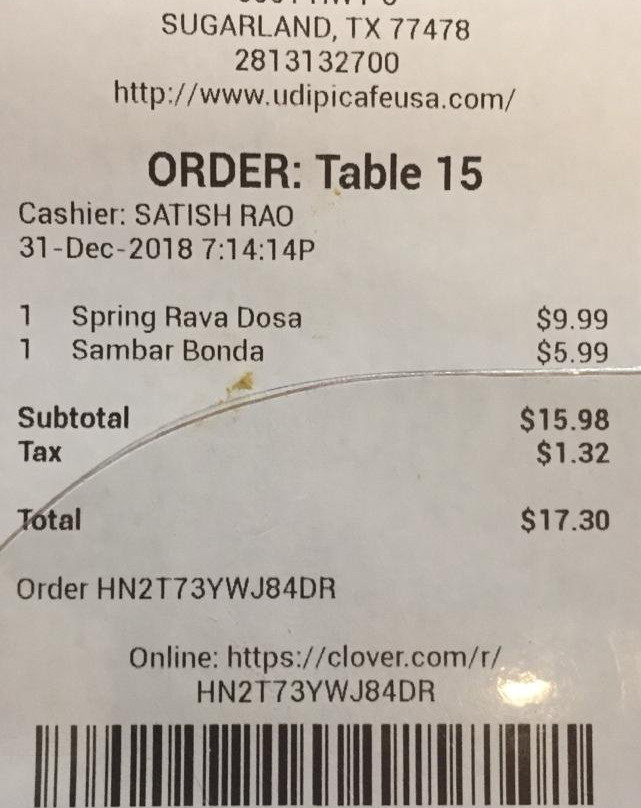 SUGARLAND, TX 77478
2813132700
http://www.udipicafeusa.com/
ORDER: Table 15
Cashier: SATISH RAO
31-Dec-2018 7:14:14P
1 Spring Rava Dosa $9.99
1 Sambar Bonda $5.99
Subtotal $15.98
Tax $1.32
Total $17.30
Order HN2T73YWJ84DR
Online: https://clover.com/r/
HN2T73YWJ84DR